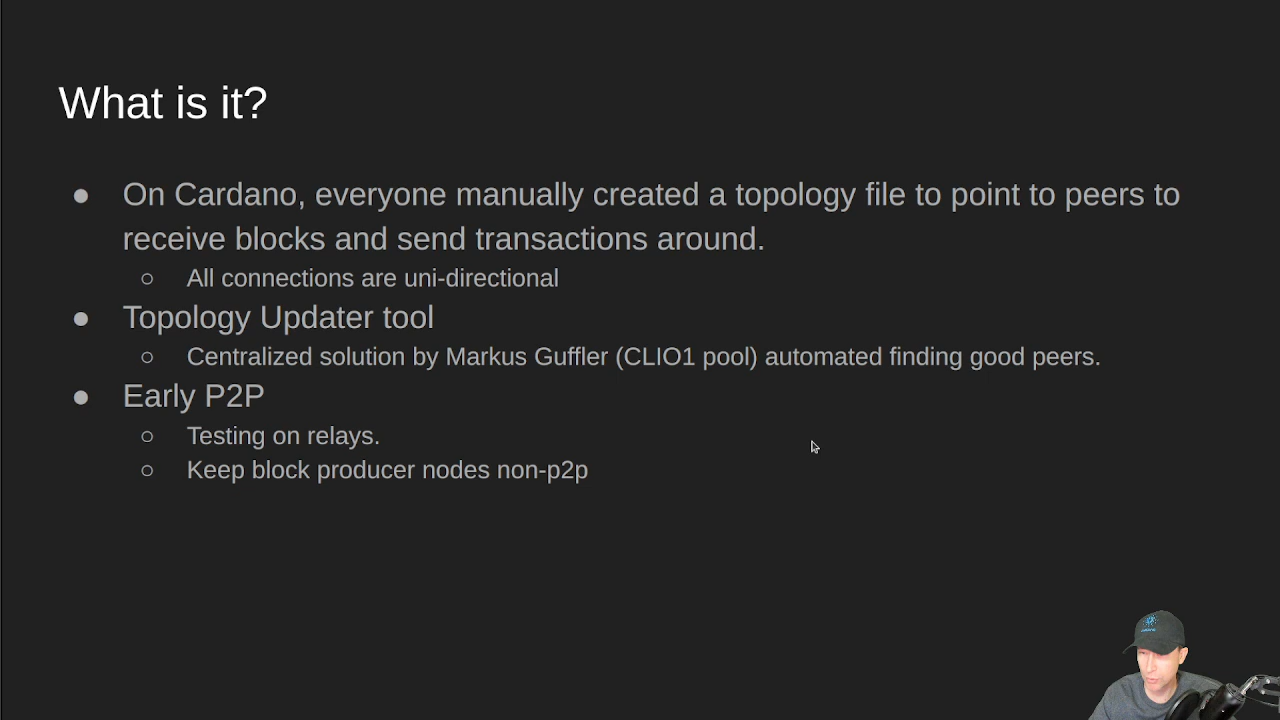 What is it?
● On Cardano, everyone manually created a topology file to point to peers to
receive blocks and send transactions around.
○ All connections are uni-directional
● Topology Updater tool
○ Centralized solution by Markus Guffler (CLIO1 pool) automated finding good peers.
● Early P2P
○ Testing on relays.
○ Keep block producer nodes non-p2p